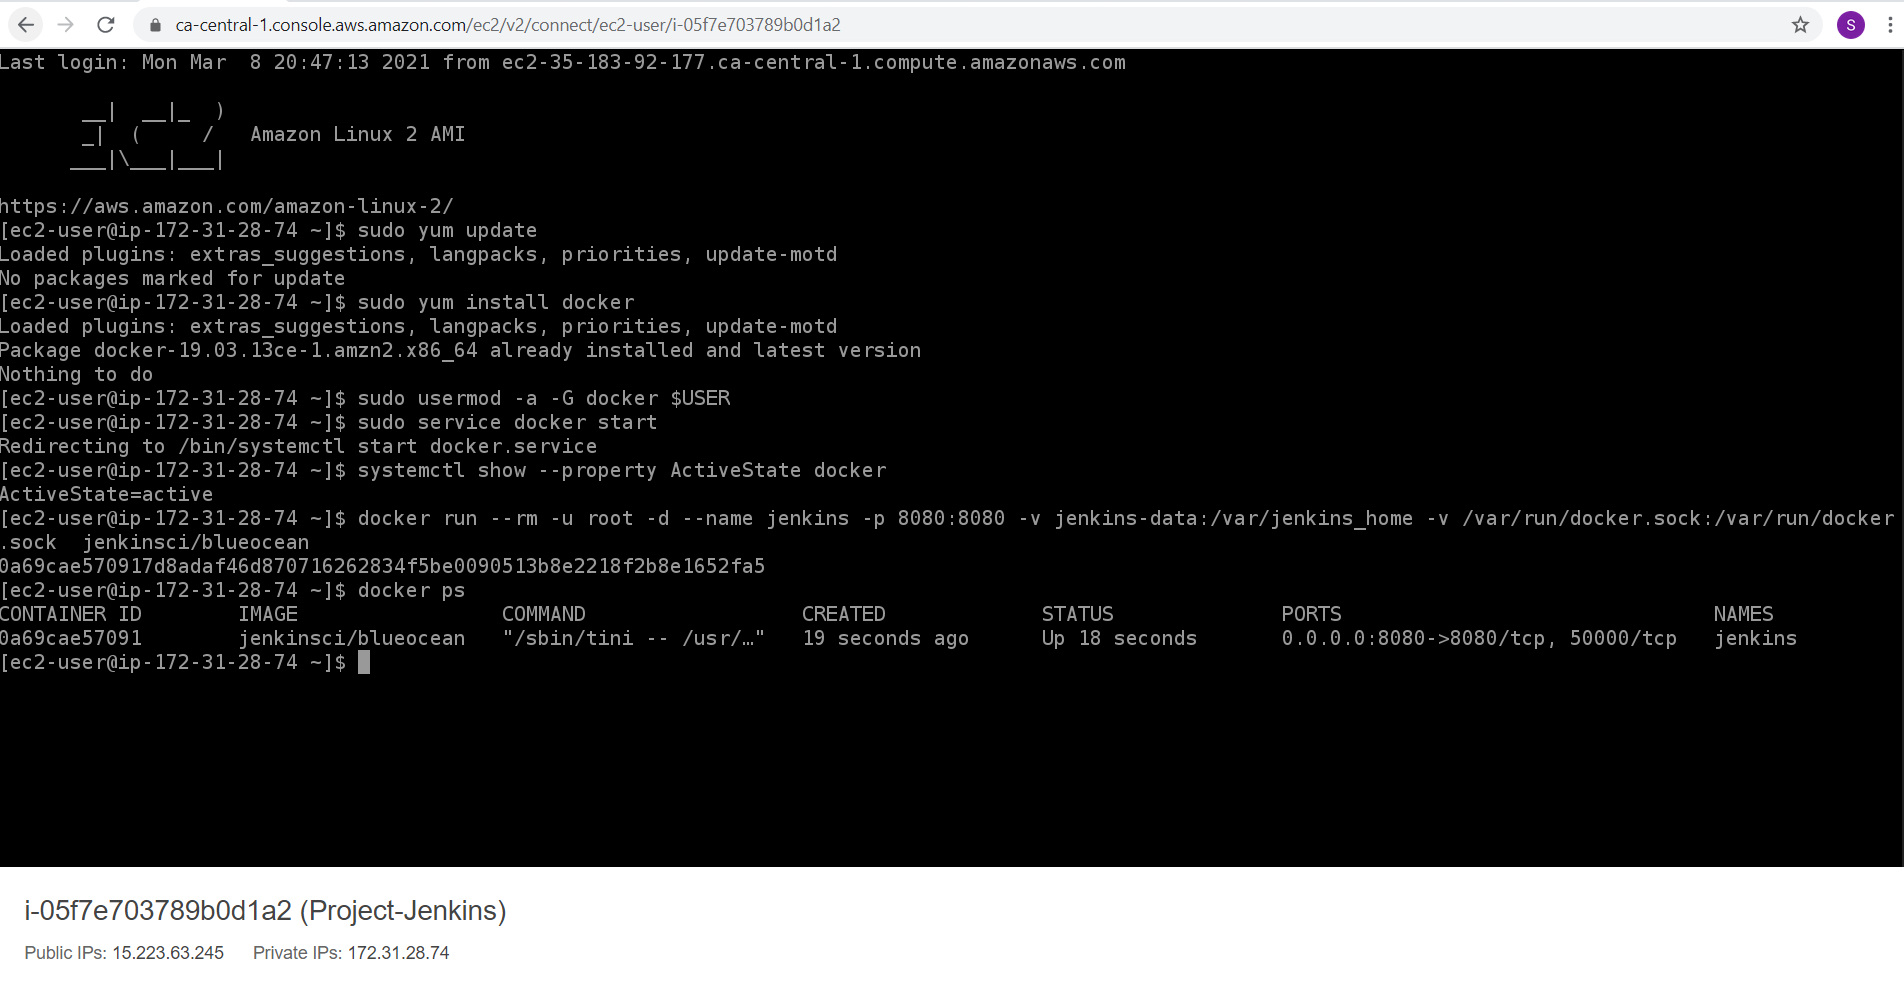 ca-central-1.console.aws.amazon.com/ec2/v2/connect/ec2-user/i-05f7e703789b0d1a2
S
Last login: Mon Mar  8 20:47:13 2021 from ec2-35-183-92-177.ca-central-1.compute.amazonaws.com
       __|  __|_  )
       _|  (     /   Amazon Linux 2 AMI
      ___|\___|___|
https://aws.amazon.com/amazon-linux-2/
[ec2-user@ip-172-31-28-74 ~]$ sudo yum update
Loaded plugins: extras_suggestions, langpacks, priorities, update-motd
No packages marked for update
[ec2-user@ip-172-31-28-74 ~]$ sudo yum install docker
Loaded plugins: extras_suggestions, langpacks, priorities, update-motd
Package docker-19.03.13ce-1.amzn2.x86_64 already installed and latest version
Nothing to do
[ec2-user@ip-172-31-28-74 ~]$ sudo usermod -a -G docker $USER
[ec2-user@ip-172-31-28-74 ~]$ sudo service docker start
Redirecting to /bin/systemctl start docker.service
[ec2-user@ip-172-31-28-74 ~]$ systemctl show --property ActiveState docker
ActiveState=active
[ec2-user@ip-172-31-28-74 ~]$ docker run --rm -u root -d --name jenkins -p 8080:8080 -v jenkins-data:/var/jenkins_home -v /var/run/docker.sock:/var/run/docker
.sock  jenkinsci/blueocean
0a69cae570917d8adaf46d870716262834f5be0090513b8e2218f2b8e1652fa5
[ec2-user@ip-172-31-28-74 ~]$ docker ps
CONTAINER ID        IMAGE                 COMMAND                  CREATED             STATUS              PORTS                               NAMES
0a69cae57091        jenkinsci/blueocean   "/sbin/tini -- /usr/…"   19 seconds ago      Up 18 seconds       0.0.0.0:8080->8080/tcp, 50000/tcp   jenkins
[ec2-user@ip-172-31-28-74 ~]$
i-05f7e703789b0d1a2 (Project-Jenkins)
Public IPs: 15.223.63.245    Private IPs: 172.31.28.74